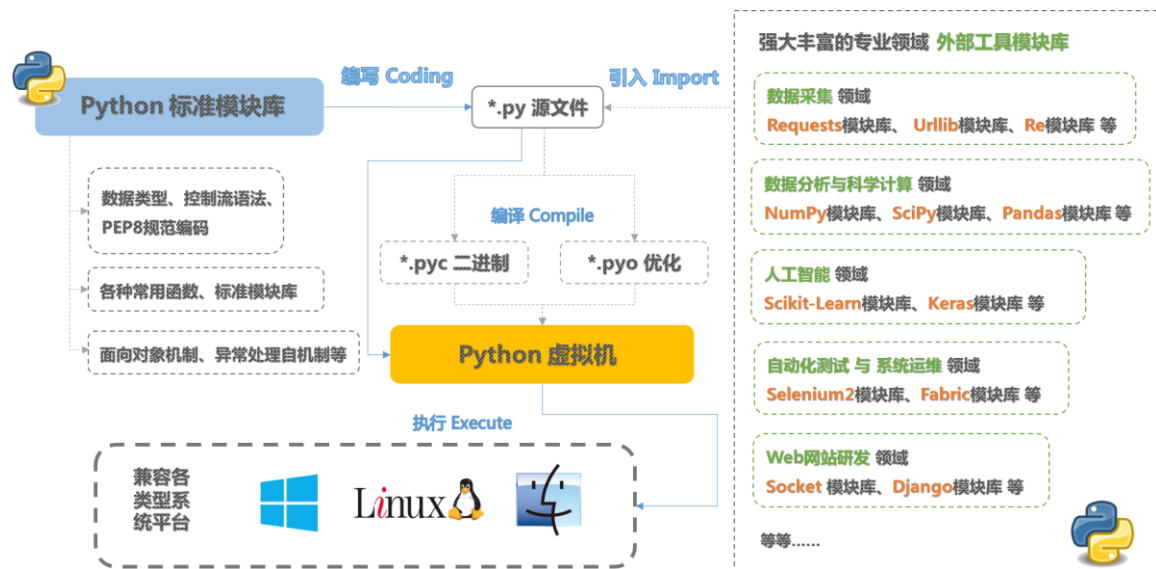 强大丰富的专业领域 外部工具模块库
编写 Coding
引入 Import
Python 标准模块库
*.py 源文件
数据采集 领域
Requests模块库、Urllib模块库、Re模块库 等
数据类型、控制流语法、
PEP8规范编码
编译 Compile
数据分析与科学计算 领域
NumPy模块库、SciPy模块库、Pandas模块库 等
*.pyc 二进制
*.pyo 优化
各种常用函数、标准模块库
人工智能 领域
Scikit-Learn模块库、Keras模块库 等
面向对象机制、异常处理自机制等
Python 虚拟机
自动化测试 与 系统运维 领域
Selenium2模块库、Fabric模块库 等
执行 Execute
兼容各
类型系
统平台
Linux
Web网站研发 领域
Socket 模块库、Django模块库 等
等等......